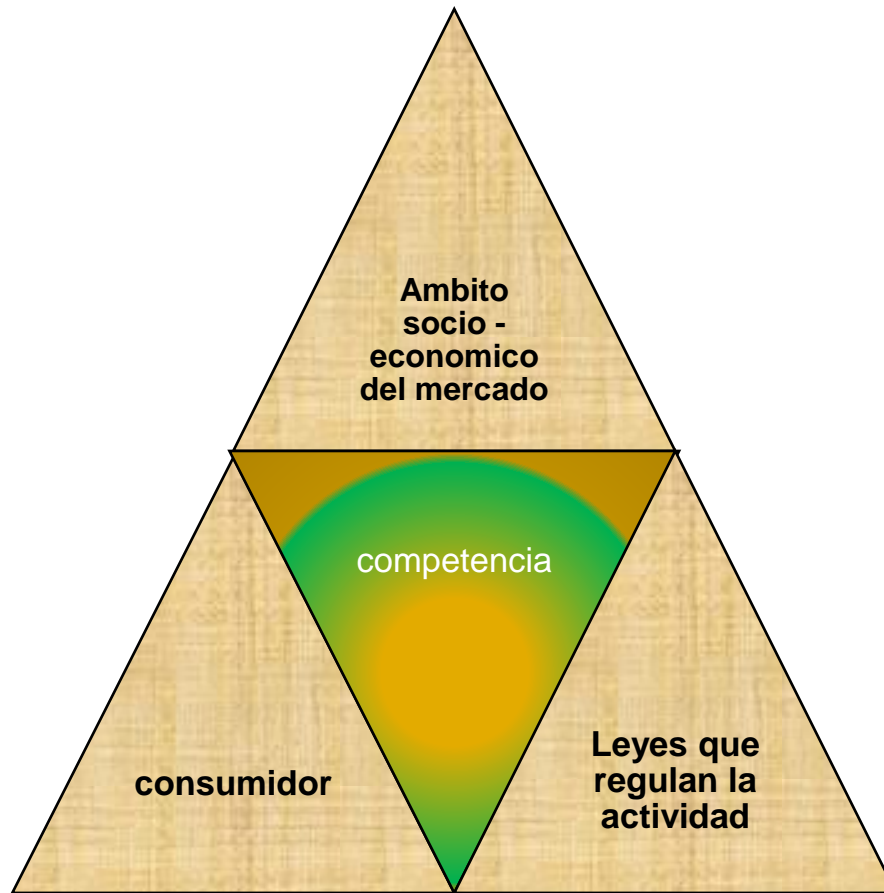 Ambito
socio -
economico
del mercado
competencia
consumidor
Leyes que
regulan la
actividad